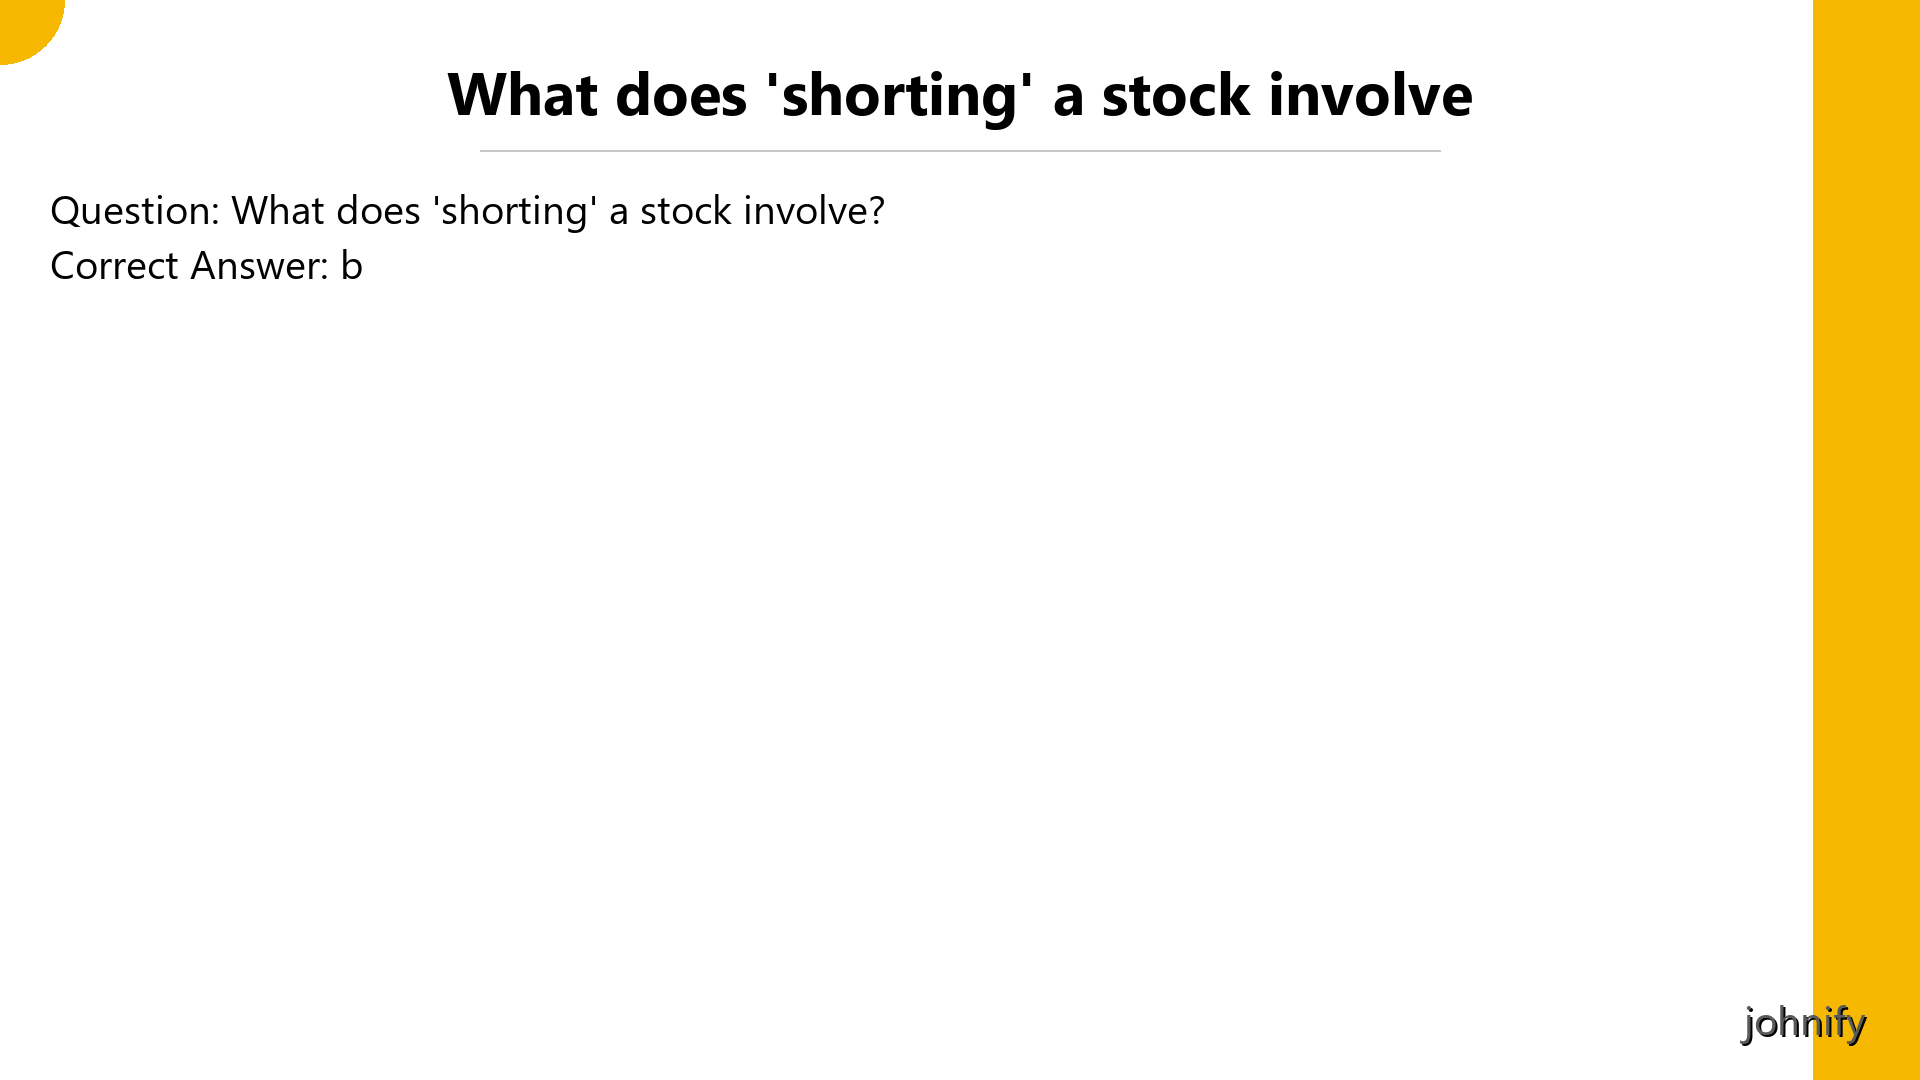 What does 'shorting' a stock involve
Question: What does 'shorting' a stock involve?
Correct Answer: b
johnify